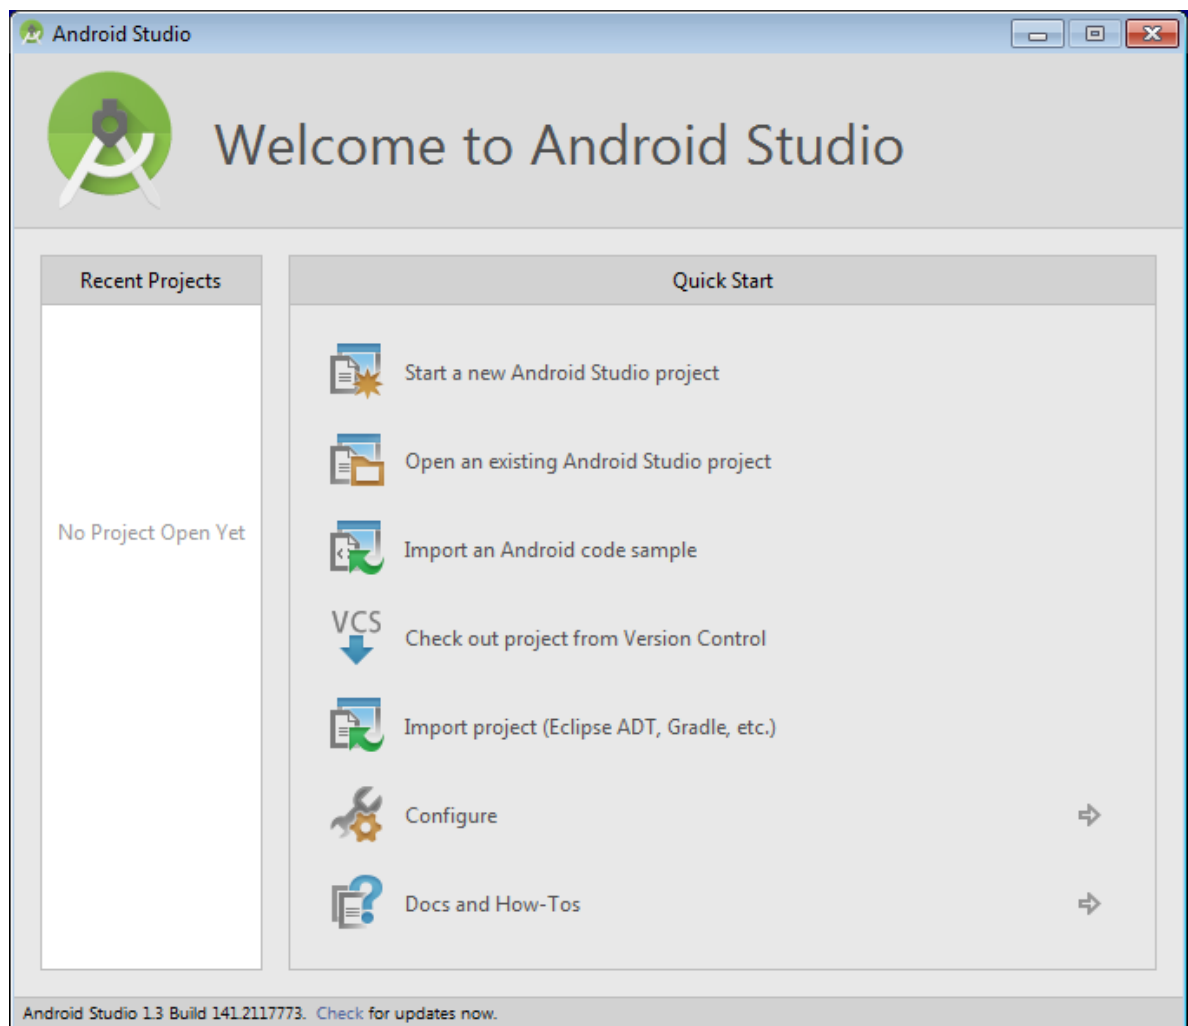 Android Studio
Welcome to Android Studio
Recent Projects
No Project Open Yet
Quick Start
Start a new Android Studio project
Open an existing Android Studio project
Import an Android code sample
VCS
Check out project from Version Control
Import project (Eclipse ADT, Gradle, etc.)
Configure
Docs and How-Tos
Android Studio 1.3 Build 141.2117773. Check for updates now.